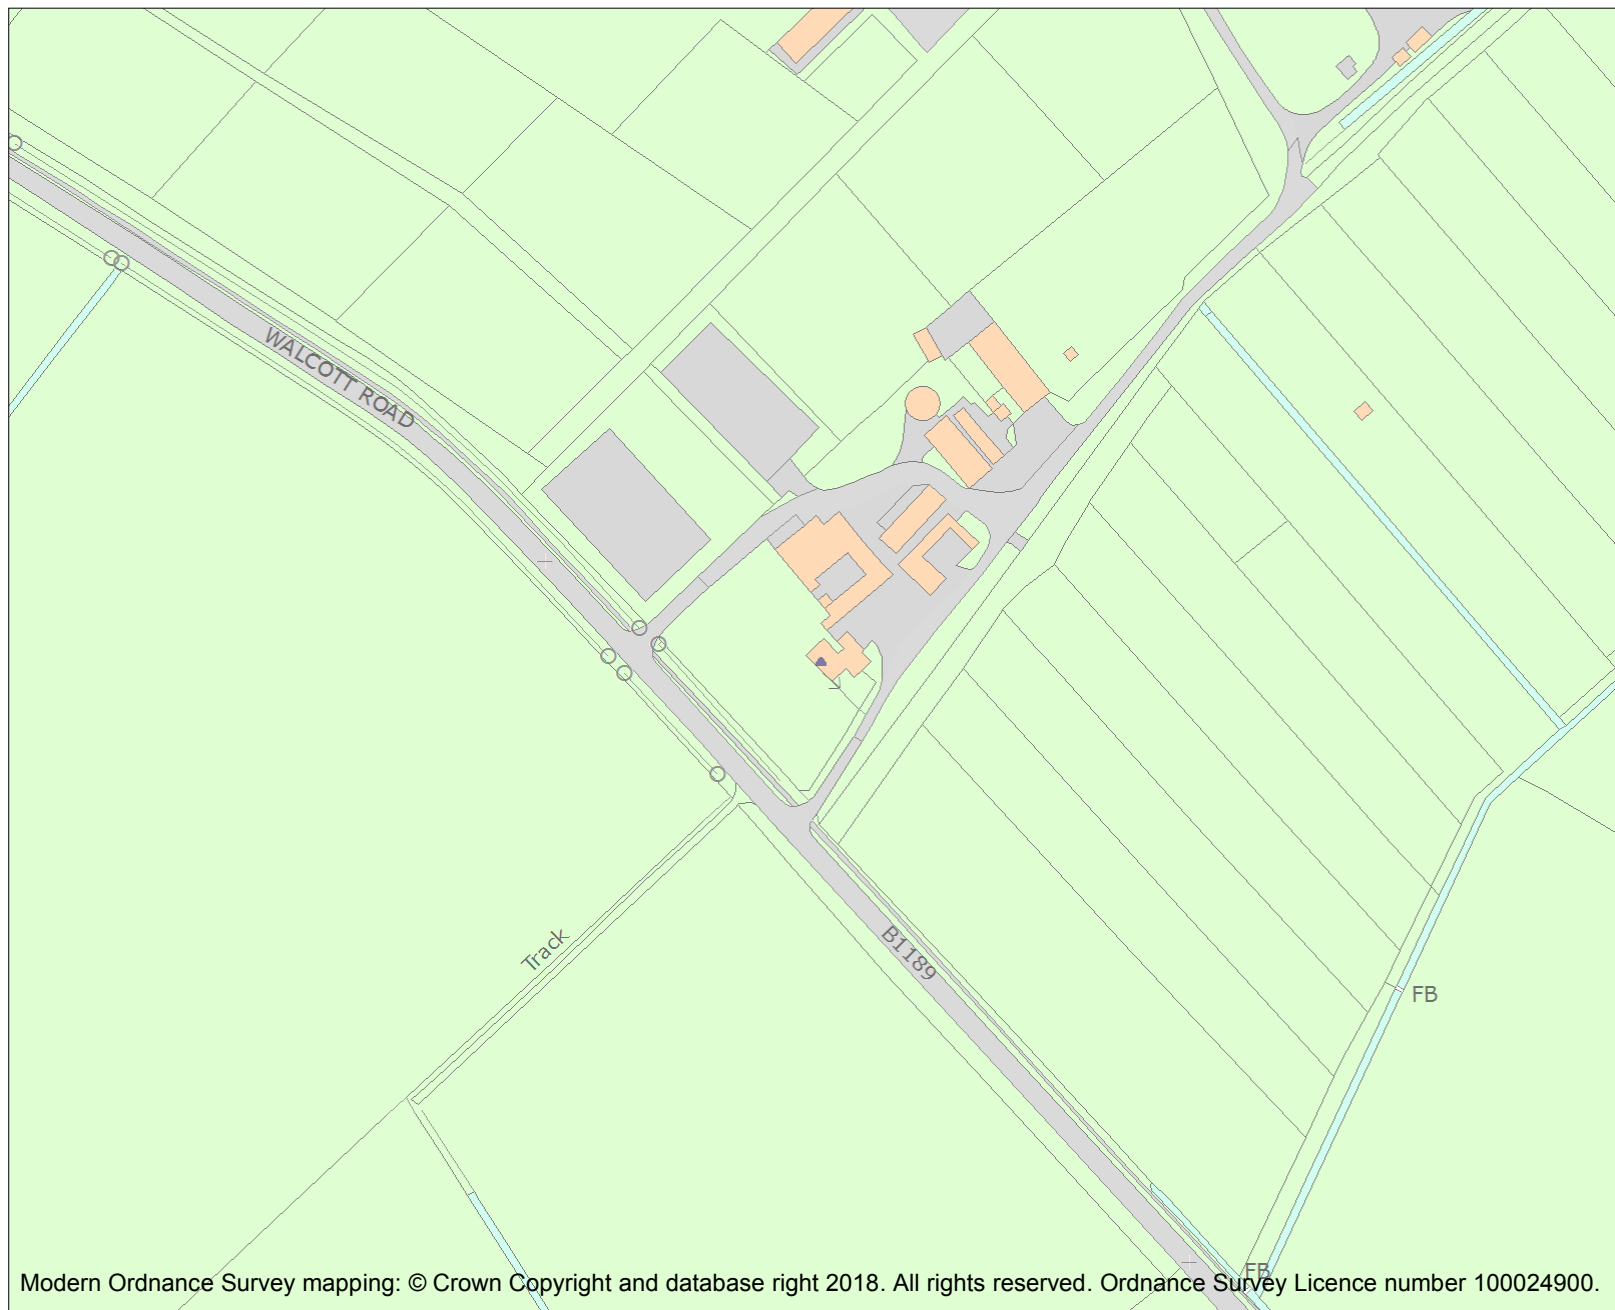 WALCOTT ROAD
Track
B1189
FB
FB
Modern Ordnance Survey mapping: © Crown Copyright and database right 2018. All rights reserved. Ordnance Survey Licence number 100024900.